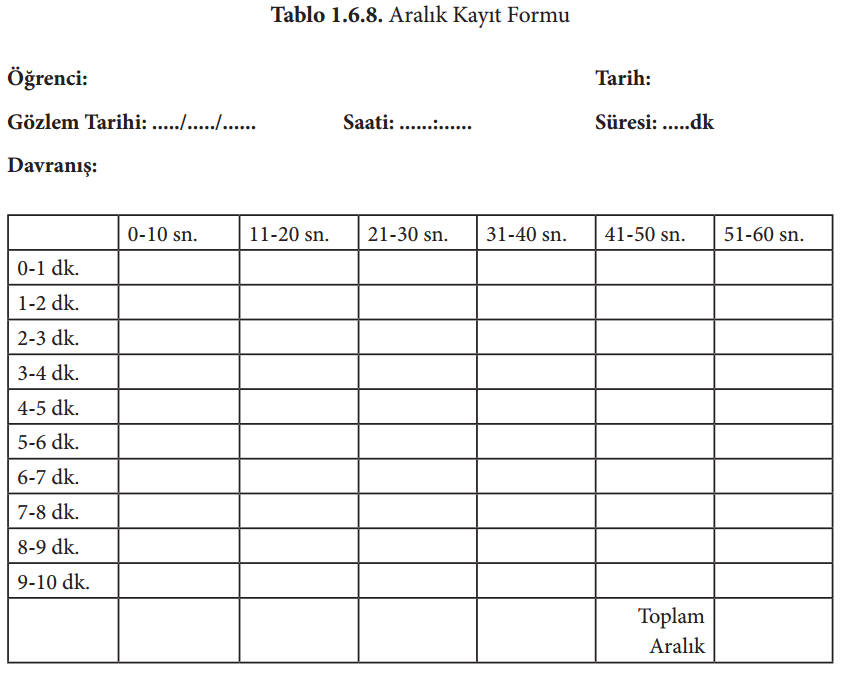 Tablo 1.6.8. Aralık Kayıt Formu
Öğrenci: Tarih:
Gözlem Tarihi: ...../...../...... Saati: ......:...... Süresi: .....dk
Davranış:
0-10 sn. 11-20 sn. 21-30 sn. 31-40 sn. 41-50 sn. 51-60 sn.
0-1 dk.
1-2 dk.
2-3 dk.
3-4 dk.
4-5 dk.
5-6 dk.
6-7 dk.
7-8 dk.
8-9 dk.
9-10 dk.
Toplam
Aralık